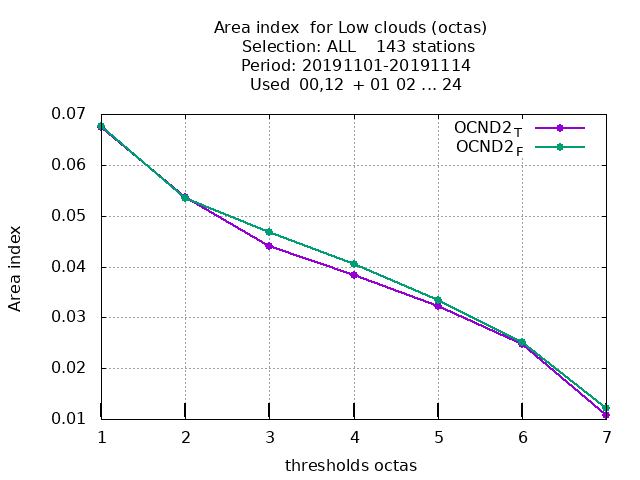 Area index  for Low clouds (octas)
Selection: ALL    143 stations
Period: 20191101-20191114
Used  00,12  + 01 02 ... 24
OCND2T
OCND2F
0.07
0.06
0.05
0.04
0.03
0.02
0.01
Area index
1 2 3 4 5 6 7
thresholds octas